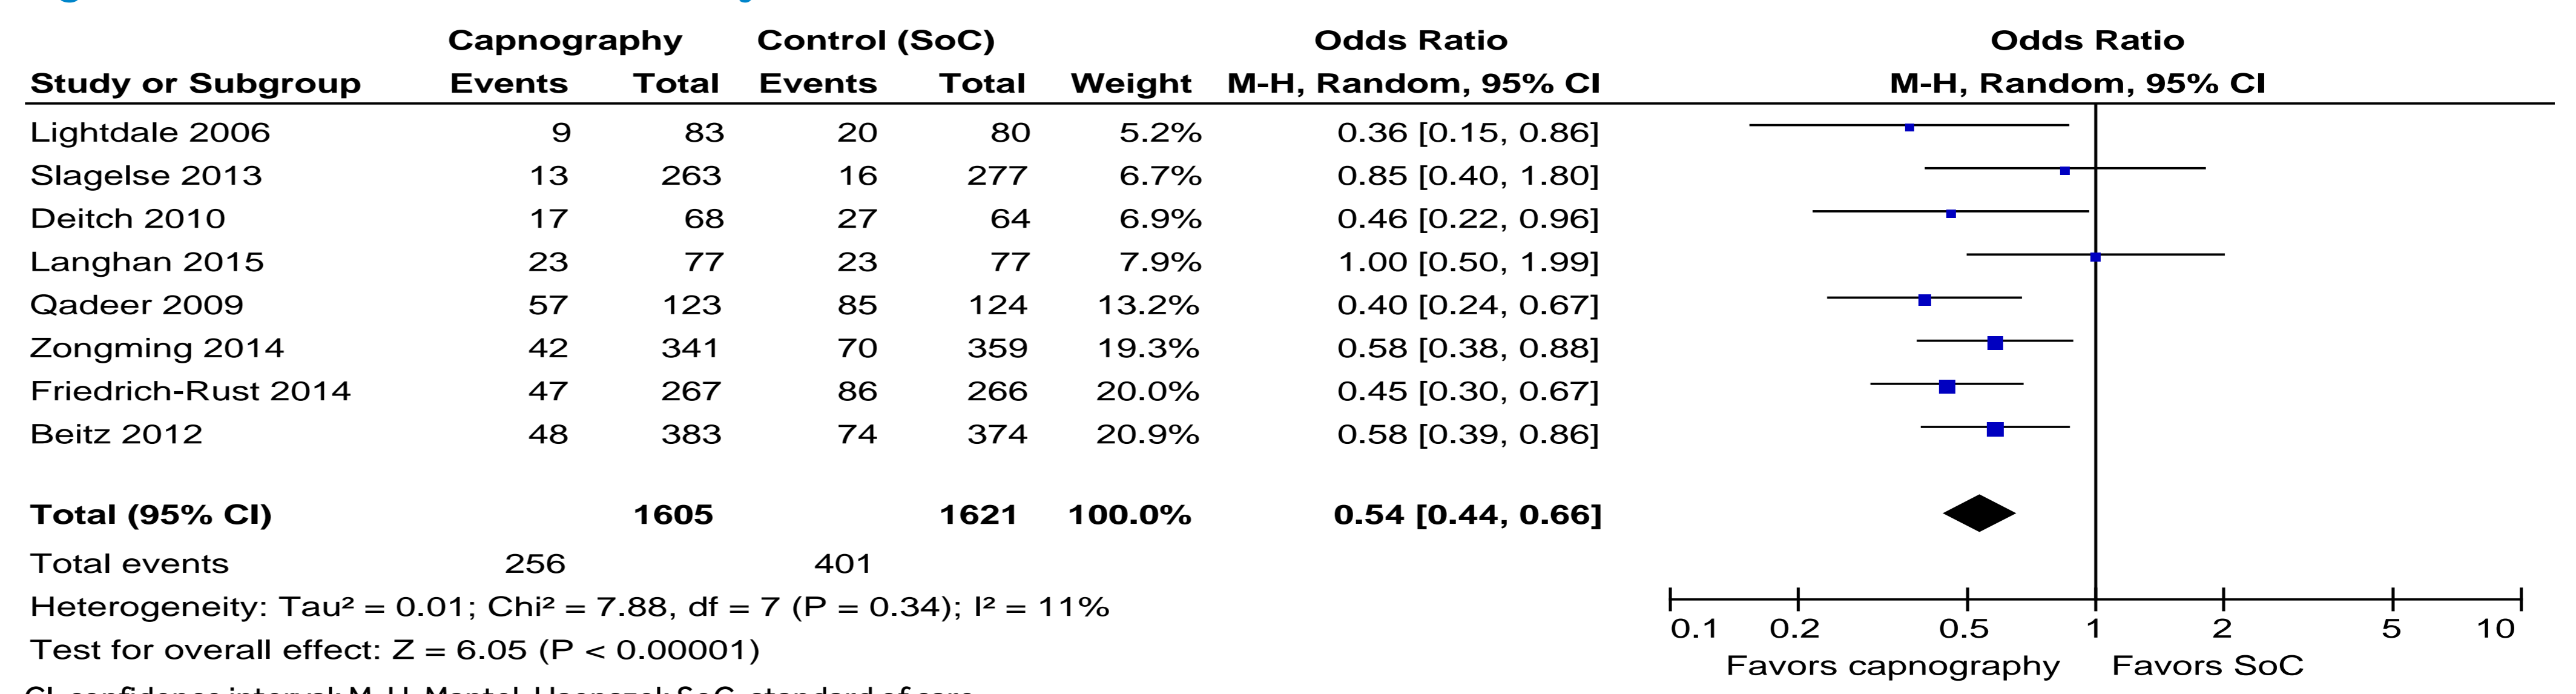 Capnography Control (SoC) Odds Ratio Odds Ratio
Study or Subgroup Events Total Events Total Weight M-H, Random, 95% CI M-H, Random, 95% CI
Lightdale 2006 9 83 20 80 5.2% 0.36 [0.15, 0.86]
Slagelse 2013 13 263 16 277 6.7% 0.85 [0.40, 1.80]
Deitch 2010 17 68 27 64 6.9% 0.46 [0.22, 0.96]
Langhan 2015 23 77 23 77 7.9% 1.00 [0.50, 1.99]
Qadeer 2009 57 123 85 124 13.2% 0.40 [0.24, 0.67]
Zongming 2014 42 341 70 359 19.3% 0.58 [0.38, 0.88]
Friedrich-Rust 2014 47 267 86 266 20.0% 0.45 [0.30, 0.67]
Beitz 2012 48 383 74 374 20.9% 0.58 [0.39, 0.86]
Total (95% CI) 1605 1621 100.0% 0.54 [0.44, 0.66]
Total events 256 401
Heterogeneity: Tau² = 0.01; Chi² = 7.88, df = 7 (P = 0.34); I² = 11%
Test for overall effect: Z = 6.05 (P < 0.00001)
0.1 0.2 0.5 1 2 5 10
Favors capnography Favors SoC
CI, confidence interval; M-H, Mantel-Haenszel; SoC, standard of care